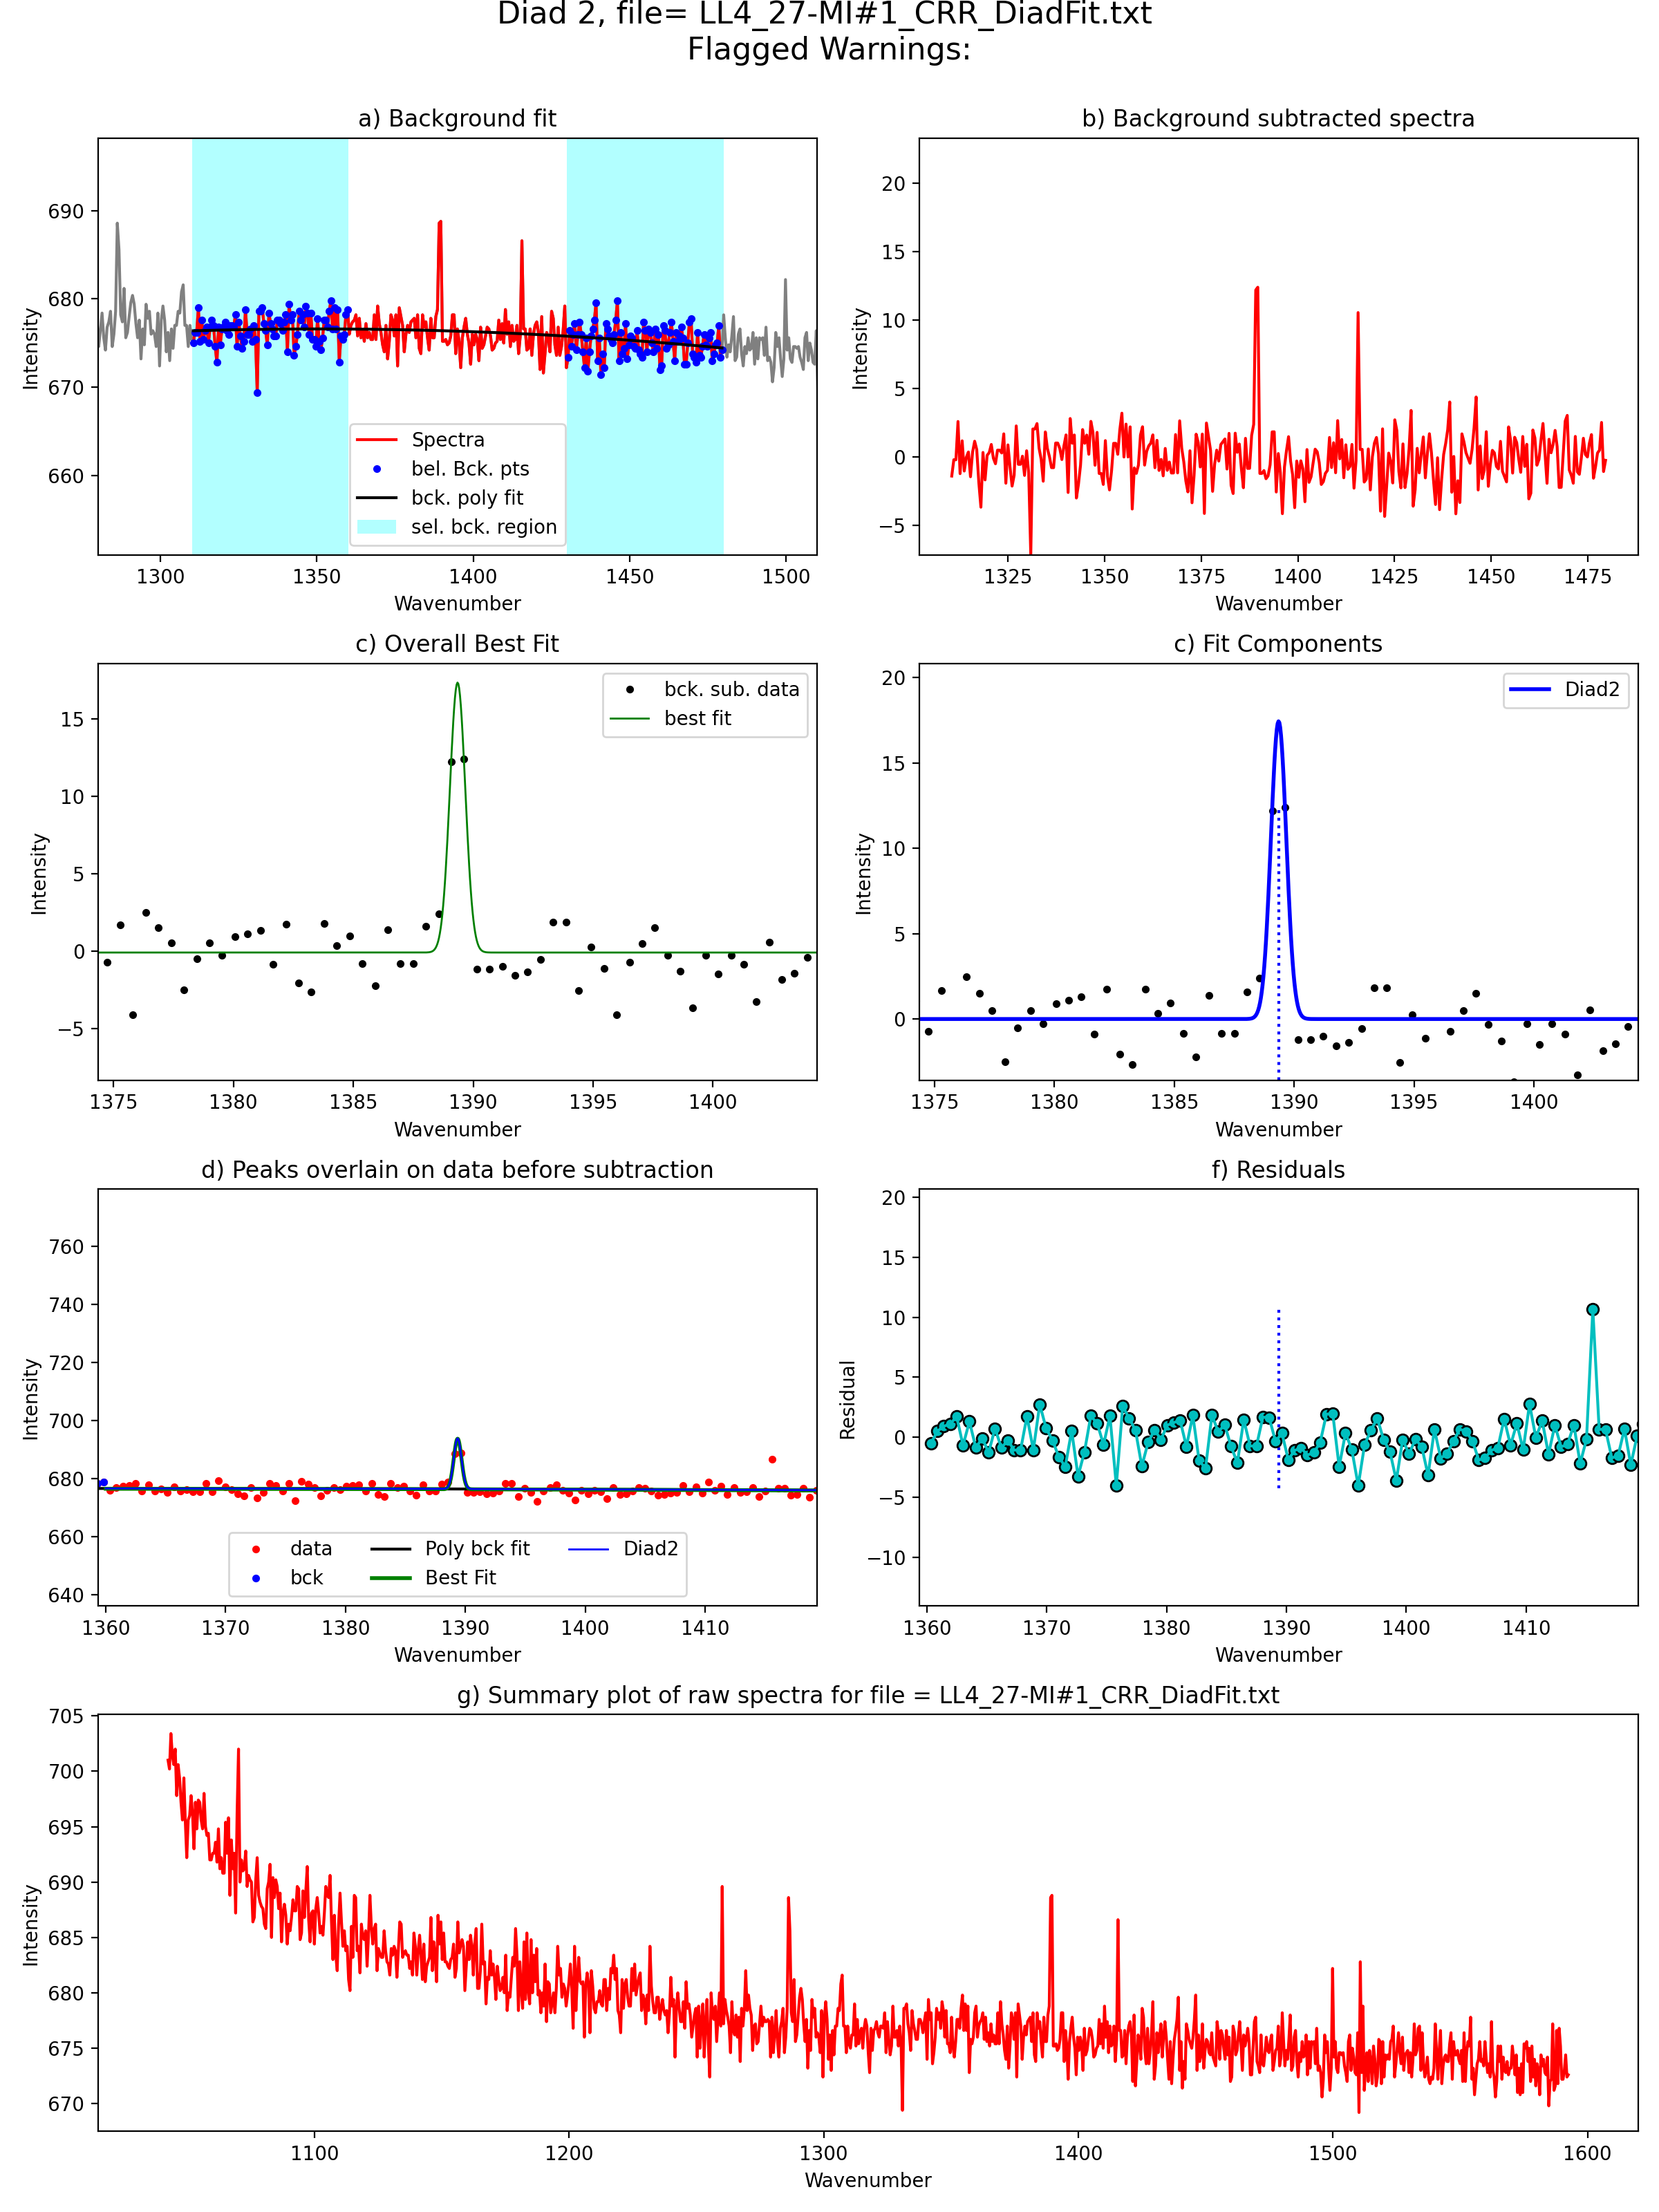 Diad 2, file= LL4_27-MI#1_CRR_DiadFit.txt
Flagged Warnings:
a) Background fit
690
680
670
660
Intensity
Spectra
bel. Bck. pts
bck. poly fit
sel. bck. region
1300 1350 1400 1450 1500
Wavenumber
b) Background subtracted spectra
20
15
10
5
0
−5
Intensity
1325 1350 1375 1400 1425 1450 1475
Wavenumber
c) Overall Best Fit
15
10
5
0
−5
Intensity
bck. sub. data
best fit
1375 1380 1385 1390 1395 1400
Wavenumber
c) Fit Components
20
15
10
5
0
Intensity
Diad2
1375 1380 1385 1390 1395 1400
Wavenumber
d) Peaks overlain on data before subtraction
760
740
720
700
680
660
640
Intensity
data Poly bck fit Diad2
bck Best Fit
1360 1370 1380 1390 1400 1410
Wavenumber
f) Residuals
20
15
10
5
0
−5
−10
Residual
1360 1370 1380 1390 1400 1410
g) Summary plot of raw spectra for file = LL4_27-MI#1_CRR_DiadFit.txt
Wavenumber
705
700
695
690
685
680
675
670
Intensity
1100 1200 1300 1400 1500 1600
Wavenumber